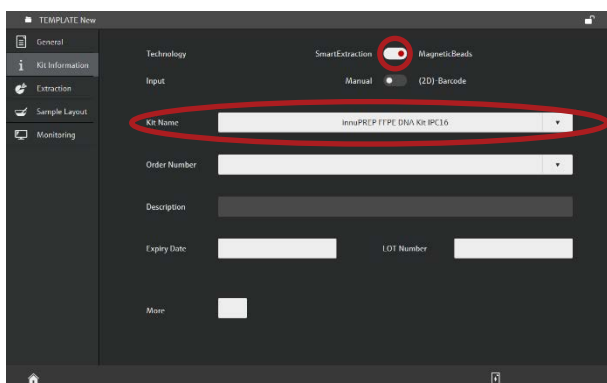 TEMPLATE New
General
Kit Information
Extraction
Sample Layout
Monitoring
Technology SmartExtraction MagneticBeads
Input Manual (2D)-Barcode
Kit Name innuPREP FFPE DNA Kit IPC16
Order Number
Description
Expiry Date LOT Number
More